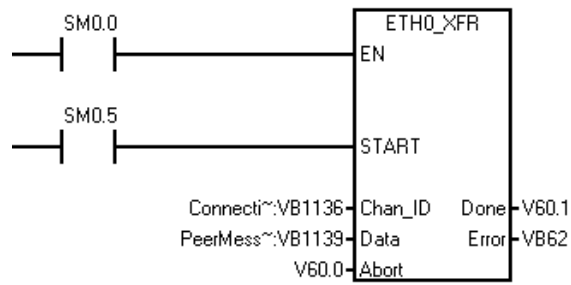 SM0.0 ETH0_XFR
EN
SM0.5
START
Connecti~:VB1136 Chan_ID Done V60.1
PeerMess~:VB1139 Data Error VB62
V60.0 Abort